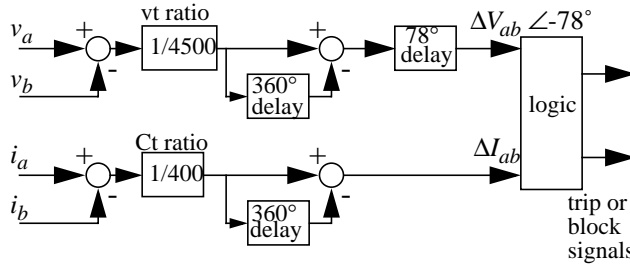 vt ratio
v_a
+
1/4500
+
78°
delay
ΔV_ab ∠-78°
-
-
v_b
360°
delay
logic
Ct ratio
i_a
+
1/400
+
ΔI_ab
-
-
i_b
360°
delay
trip or
block
signals